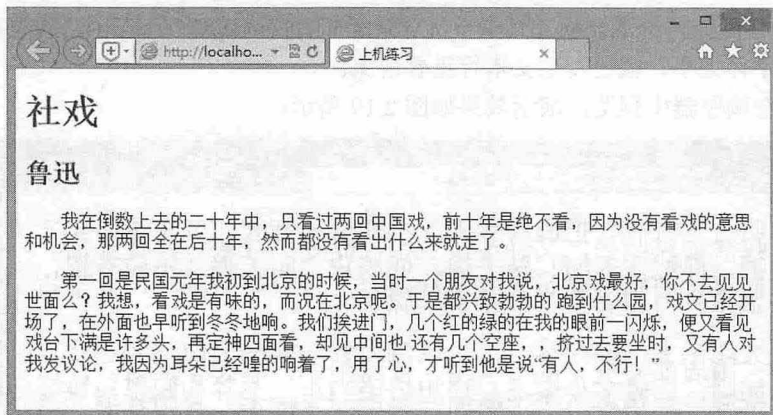 http://localho...
上机练习
社戏
鲁迅
我在倒数上去的二十年中，只看过两回中国戏，前十年是绝不看，因为没有看戏的意思
和机会，那两回全在后十年，然而都没有看出什么来就走了。
第一回是民国元年我初到北京的时候，当时一个朋友对我说，北京戏最好，你不去见见
世面么？我想，看戏是有味的，而况在北京呢。于是都兴致勃勃的 跑到什么园，戏文已经开
场了，在外面也早听到冬冬地响。我们挨进门，几个红的绿的在我的眼前一闪烁，便又看见
戏台下满是许多头，再定神四面看，却见中间也 还有几个空座，，挤过去要坐时，又有人对
我发议论，我因为耳朵已经喤的响着了，用了心，才听到他是说“有人，不行！”